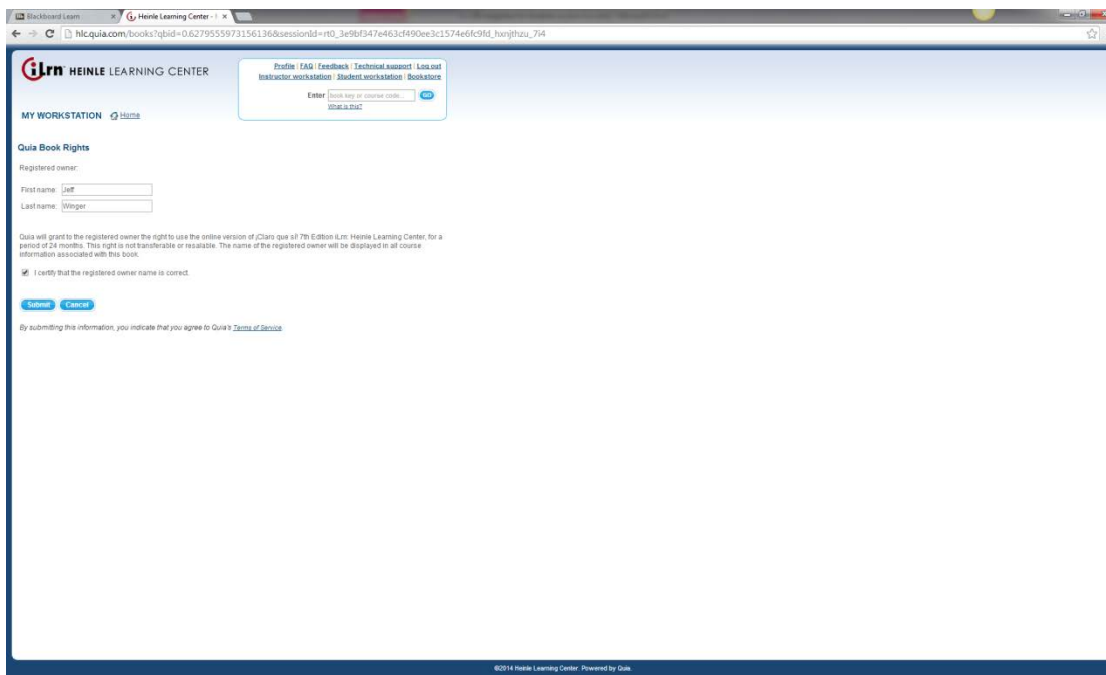 Blackboard Learn
Heinle Learning Center -
hlc.quia.com/books?qbid=0.6279555973156136&sessionId=rt0_3e9bf347e463cf490ee3c1574e6fc9fd_hxnjthzu_7i4
iLrn HEINLE LEARNING CENTER
Profile | FAQ | Feedback | Technical support | Log out
Instructor workstation | Student workstation | Bookstore
Enter book key or course code... GO
What is this?
MY WORKSTATION Home
Quia Book Rights
Registered owner:
First name: Jeff
Last name: Winger
Quia will grant to the registered owner the right to use the online version of ¡Claro que sí! 7th Edition iLrn: Heinle Learning Center, for a
period of 24 months. This right is not transferable or resalable. The name of the registered owner will be displayed in all course
information associated with this book.
I certify that the registered owner name is correct.
Submit Cancel
By submitting this information, you indicate that you agree to Quia's Terms of Service.
©2014 Heinle Learning Center. Powered by Quia.